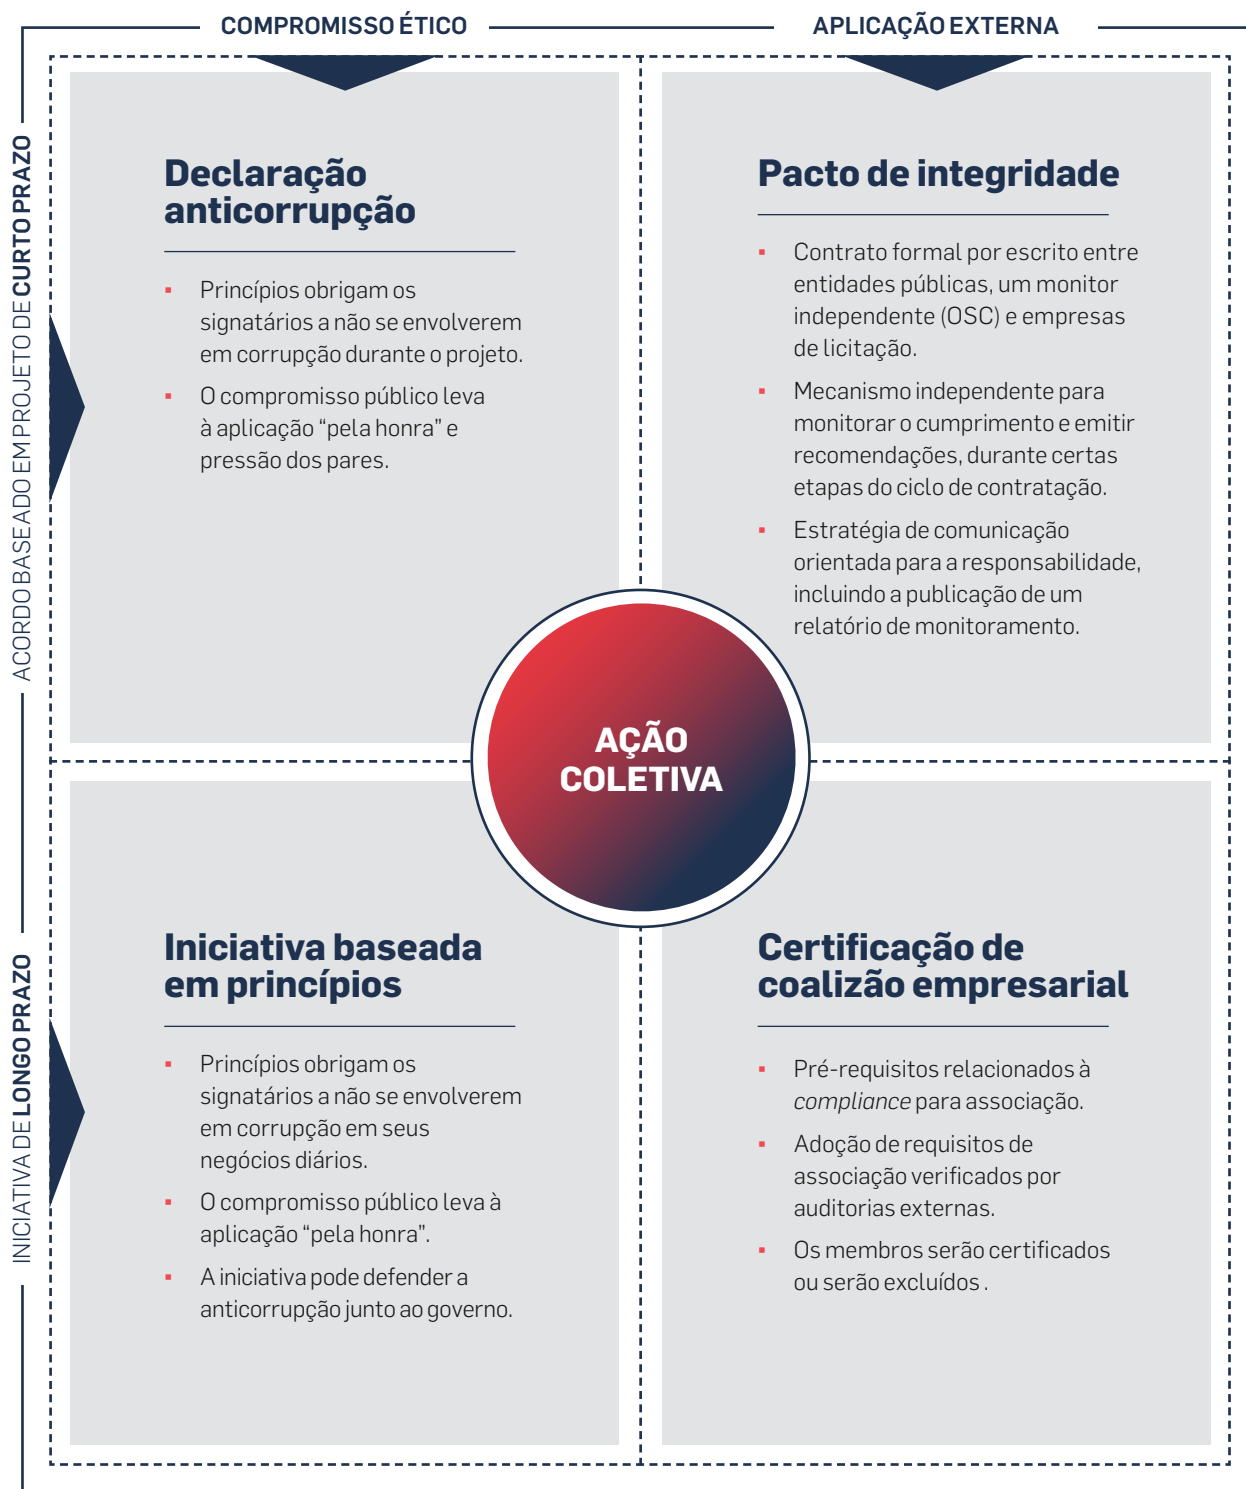 COMPROMISSO ÉTICO
APLICAÇÃO EXTERNA
ACORDO BASEADO EM PROJETO DE CURTO PRAZO
Declaração
anticorrupção
▪ Princípios obrigam os
signatários a não se envolverem
em corrupção durante o projeto.
▪ O compromisso público leva
à aplicação “pela honra” e
pressão dos pares.
Pacto de integridade
▪ Contrato formal por escrito entre
entidades públicas, um monitor
independente (OSC) e empresas
de licitação.
▪ Mecanismo independente para
monitorar o cumprimento e emitir
recomendações, durante certas
etapas do ciclo de contratação.
▪ Estratégia de comunicação
orientada para a responsabilidade,
incluindo a publicação de um
relatório de monitoramento.
AÇÃO
COLETIVA
INICIATIVA DE LONGO PRAZO
Iniciativa baseada
em princípios
▪ Princípios obrigam os
signatários a não se envolverem
em corrupção em seus
negócios diários.
▪ O compromisso público leva à
aplicação “pela honra”.
▪ A iniciativa pode defender a
anticorrupção junto ao governo.
Certificação de
coalizão empresarial
▪ Pré-requisitos relacionados à
compliance para associação.
▪ Adoção de requisitos de
associação verificados por
auditorias externas.
▪ Os membros serão certificados
ou serão excluídos .